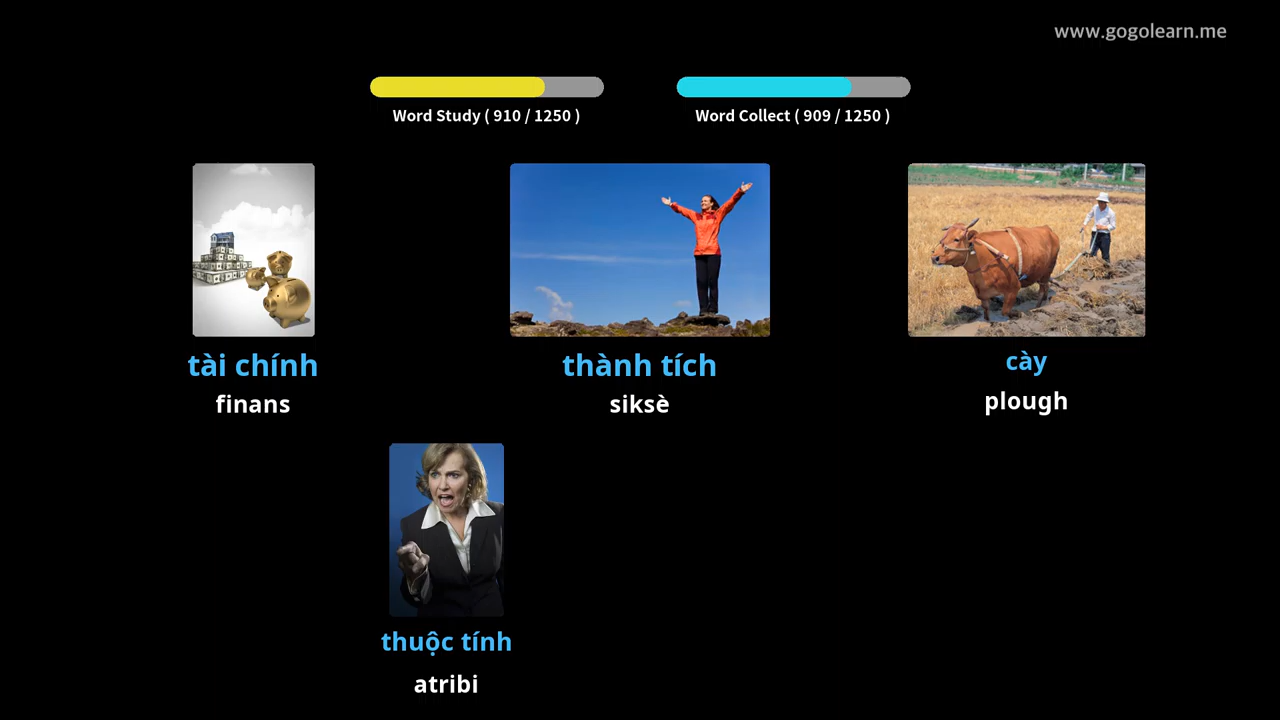 www.gogolearn.me
Word Study ( 910 / 1250 )
Word Collect ( 909 / 1250 )
tài chính
finans
thành tích
siksè
cày
plough
thuộc tính
atribi